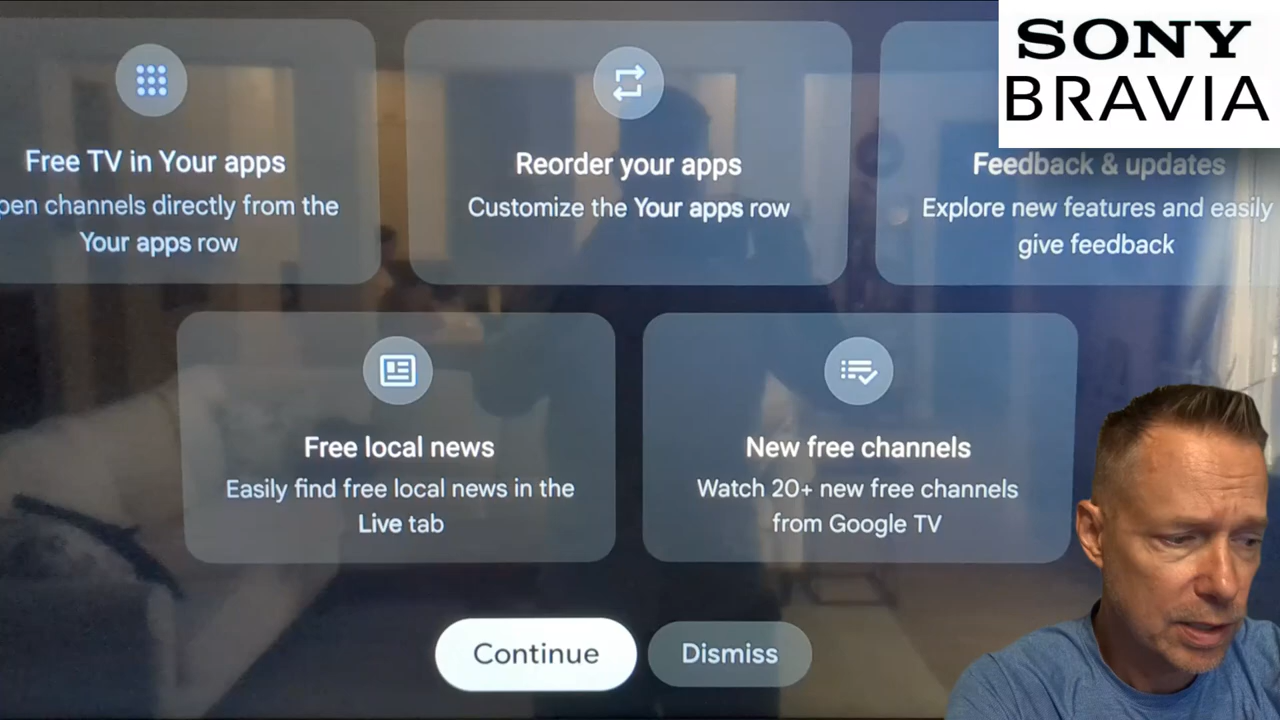 SONY
BRAVIA
Free TV in Your apps
channels directly from the
Your apps row
Reorder your apps
Customize the Your apps row
Feedback & updates
Explore new features and easily
give feedback
Free local news
Easily find free local news in the
Live tab
New free channels
Watch 20+ new free channels
from Google TV
Continue
Dismiss